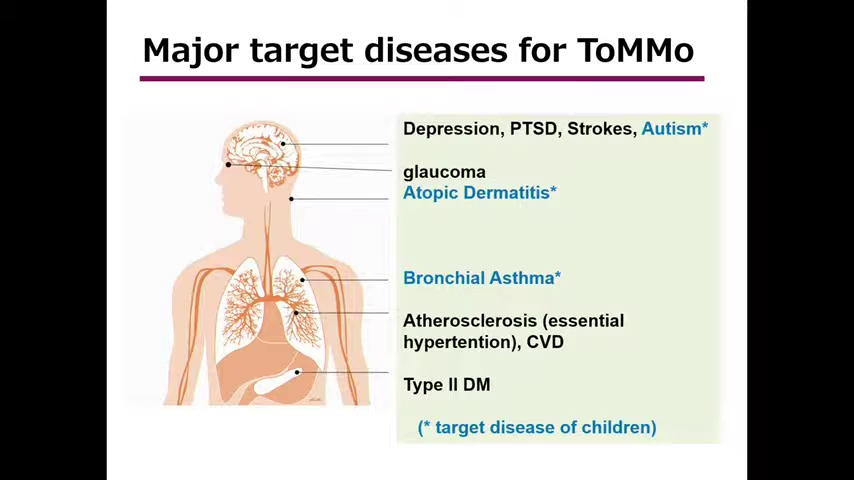 Major target diseases for ToMMo
Depression, PTSD, Strokes, Autism*
glaucoma
Atopic Dermatitis*
Bronchial Asthma*
Atherosclerosis (essential
hypertention), CVD
Type II DM
(* target disease of children)